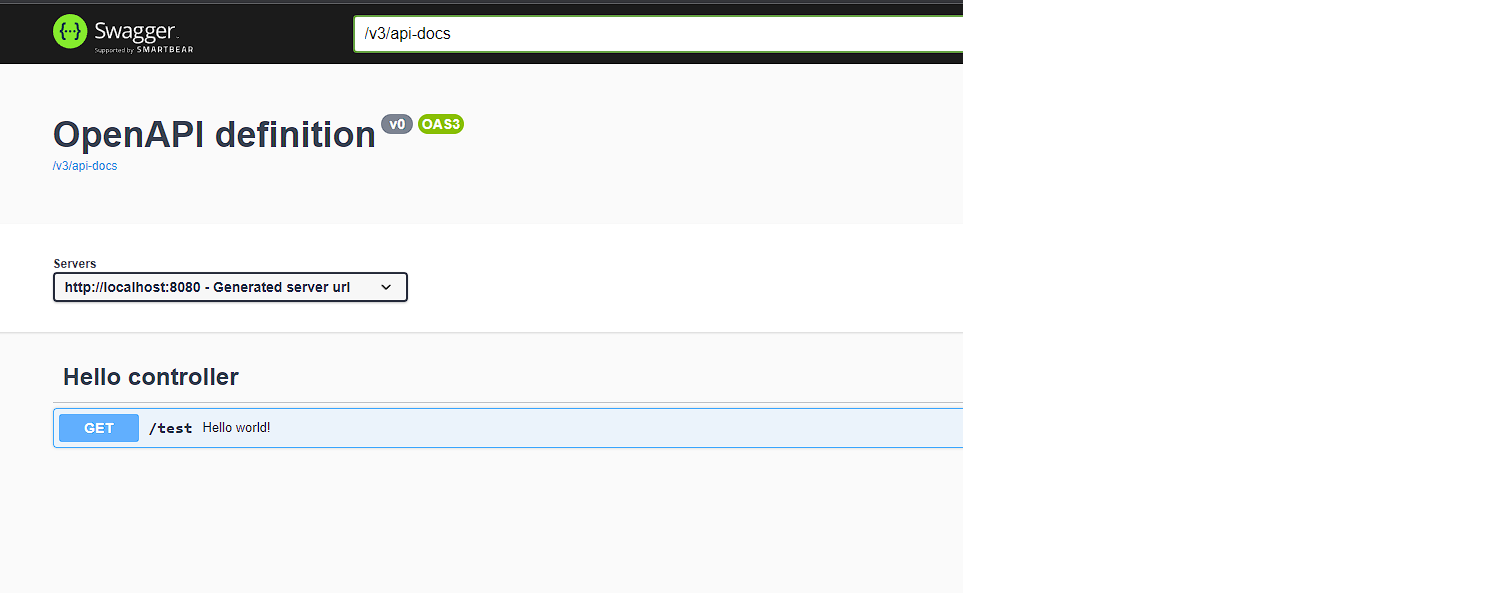 {··} Swagger.
Supported by SMARTBEAR
/v3/api-docs
OpenAPI definition v0 OAS3
/v3/api-docs
Servers
http://localhost:8080 - Generated server url
Hello controller
GET /test Hello world!